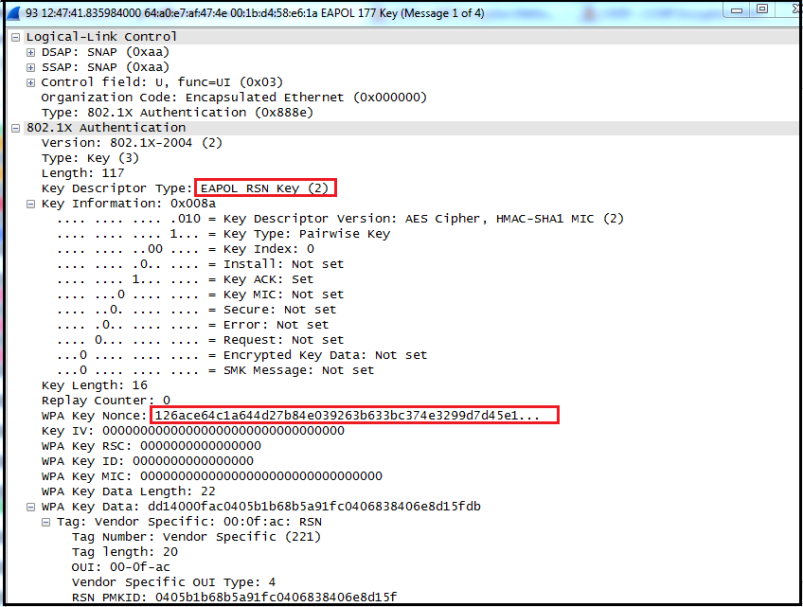 93 12:47:41.835984000 64:a0:e7:af:47:4e 00:1b:d4:58:e6:1a EAPOL 177 Key (Message 1 of 4)
Logical-Link Control
DSAP: SNAP (0xaa)
SSAP: SNAP (0xaa)
Control field: U, func=UI (0x03)
Organization Code: Encapsulated Ethernet (0x000000)
Type: 802.1X Authentication (0x888e)
802.1X Authentication
Version: 802.1X-2004 (2)
Type: Key (3)
Length: 117
Key Descriptor Type: EAPOL RSN Key (2)
Key Information: 0x008a
.... .... .... .010 = Key Descriptor Version: AES Cipher, HMAC-SHA1 MIC (2)
.... .... .... 1... = Key Type: Pairwise Key
.... .... ..00 .... = Key Index: 0
.... .... .0.. .... = Install: Not set
.... .... 1... .... = Key ACK: Set
.... ...0 .... .... = Key MIC: Not set
.... ..0. .... .... = Secure: Not set
.... .0.. .... .... = Error: Not set
.... 0... .... .... = Request: Not set
...0 .... .... .... = Encrypted Key Data: Not set
...0 .... .... .... = SMK Message: Not set
Key Length: 16
Replay Counter: 0
WPA Key Nonce: 126ace64c1a644d27b84e039263b633bc374e3299d7d45e1...
Key IV: 00000000000000000000000000000000
WPA Key RSC: 0000000000000000
WPA Key ID: 0000000000000000
WPA Key MIC: 00000000000000000000000000000000
WPA Key Data Length: 22
WPA Key Data: dd14000fac0405b1b68b5a91fc0406838406e8d15fdb
Tag: Vendor Specific: 00:0f:ac: RSN
Tag Number: Vendor Specific (221)
Tag length: 20
OUI: 00-0f-ac
Vendor Specific OUI Type: 4
RSN PMKID: 0405b1b68b5a91fc0406838406e8d15f